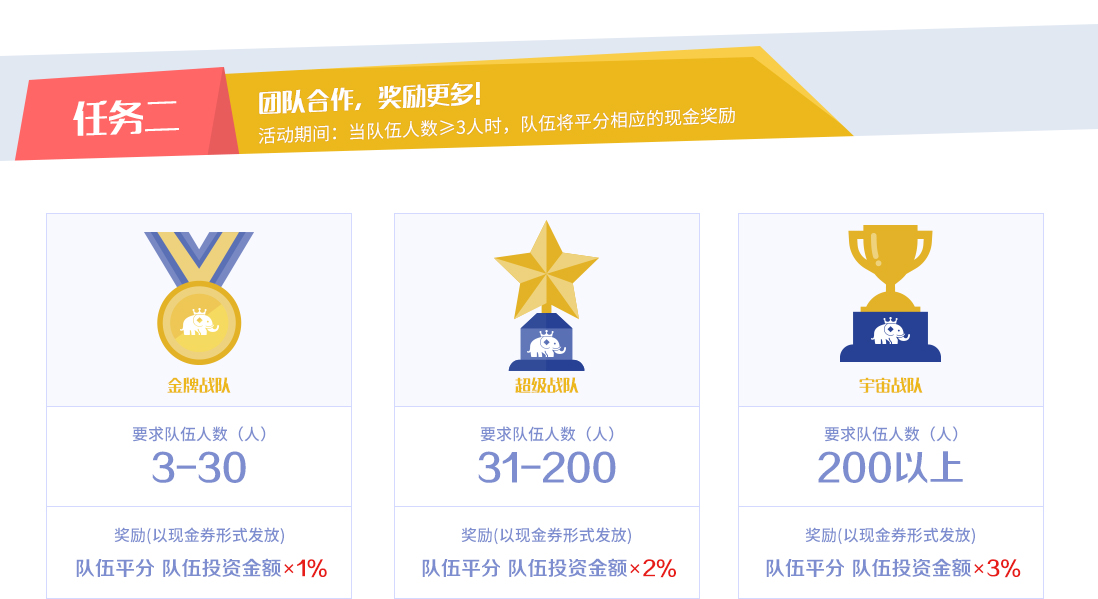 任务二
团队合作，奖励更多！
活动期间：当队伍人数≥3人时，队伍将平分相应的现金奖励
金牌战队
要求队伍人数（人）
3-30
奖励(以现金券形式发放)
队伍平分 队伍投资金额×1%
超级战队
要求队伍人数（人）
31-200
奖励(以现金券形式发放)
队伍平分 队伍投资金额×2%
宇宙战队
要求队伍人数（人）
200以上
奖励(以现金券形式发放)
队伍平分 队伍投资金额×3%